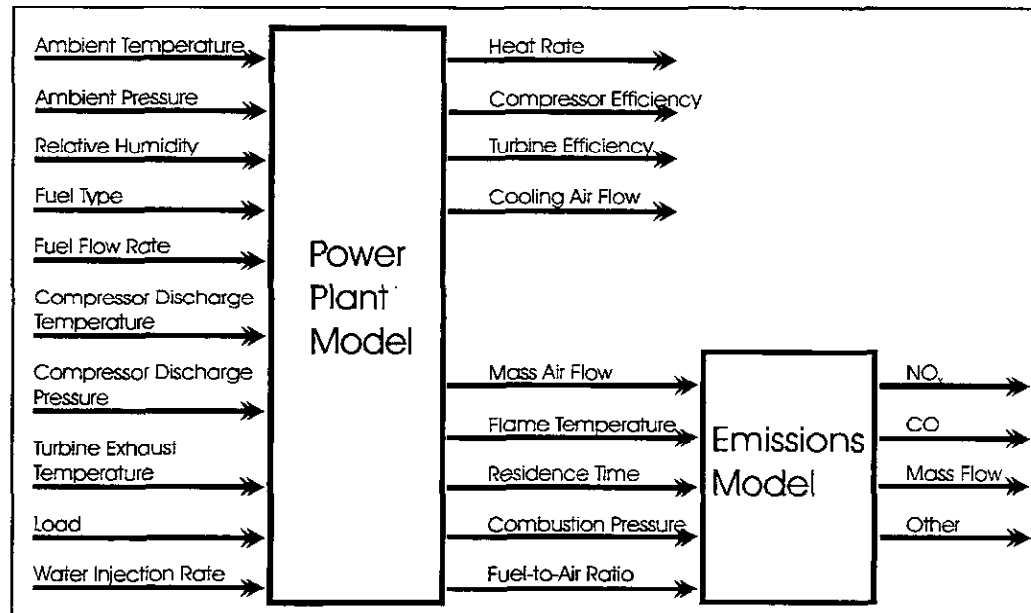 Ambient Temperature
Ambient Pressure
Relative Humidity
Fuel Type
Fuel Flow Rate
Compressor Discharge
Temperature
Compressor Discharge
Pressure
Turbine Exhaust
Temperature
Load
Water Injection Rate
Power
Plant
Model
Heat Rate
Compressor Efficiency
Turbine Efficiency
Cooling Air Flow
Mass Air Flow
Flame Temperature
Residence Time
Combustion Pressure
Fuel-to-Air Ratio
Emissions
Model
NOx
CO
Mass Flow
Other